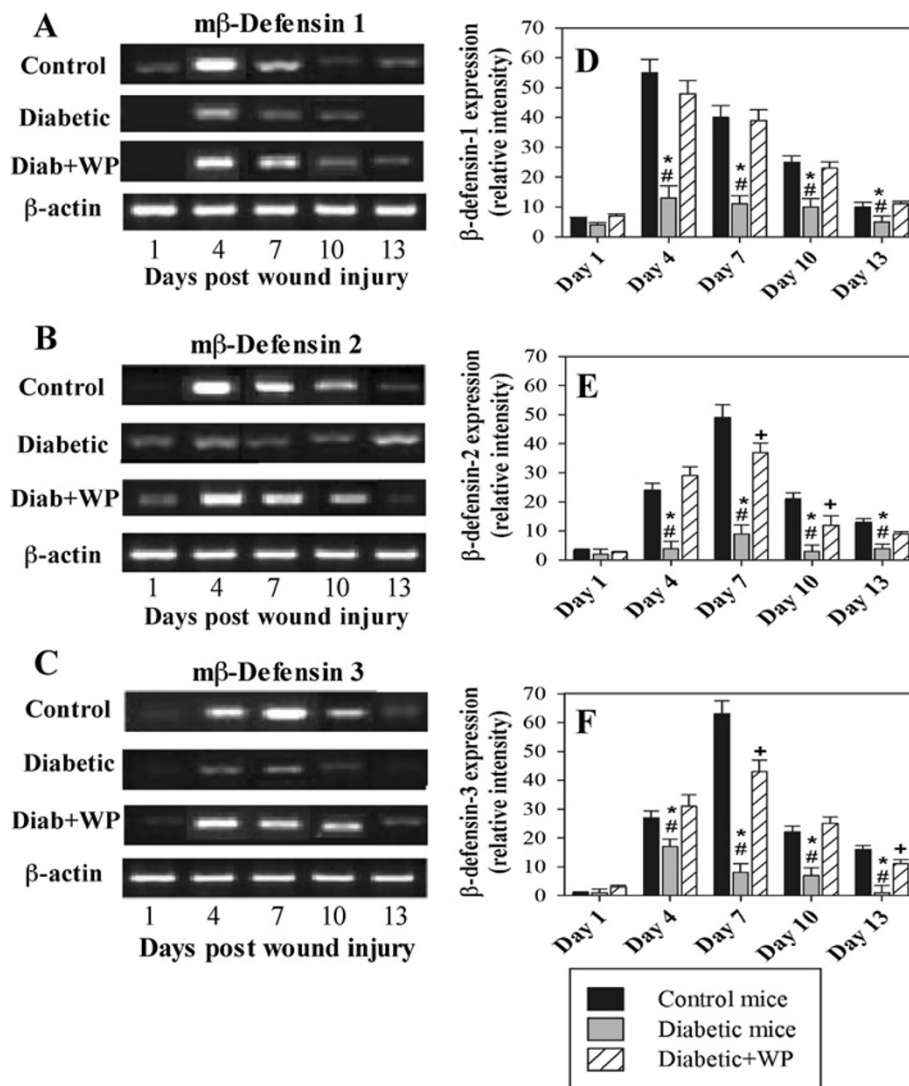 A
mβ-Defensin 1
Control
Diabetic
Diab+WP
β-actin
1 4 7 10 13
Days post wound injury
B
mβ-Defensin 2
Control
Diabetic
Diab+WP
β-actin
1 4 7 10 13
Days post wound injury
C
mβ-Defensin 3
Control
Diabetic
Diab+WP
β-actin
1 4 7 10 13
Days post wound injury
D
β-defensin-1 expression
(relative intensity)
70
60
50
40
30
20
10
0
* * * *
# # # #
Day 1 Day 4 Day 7 Day 10 Day 13
E
β-defensin-2 expression
(relative intensity)
70
60
50
40
30
20
10
0
+ +
* * * *
# # # #
Day 1 Day 4 Day 7 Day 10 Day 13
F
β-defensin-3 expression
(relative intensity)
70
60
50
40
30
20
10
0
+ +
* * * *
# # # #
Day 1 Day 4 Day 7 Day 10 Day 13
Control mice
Diabetic mice
Diabetic+WP